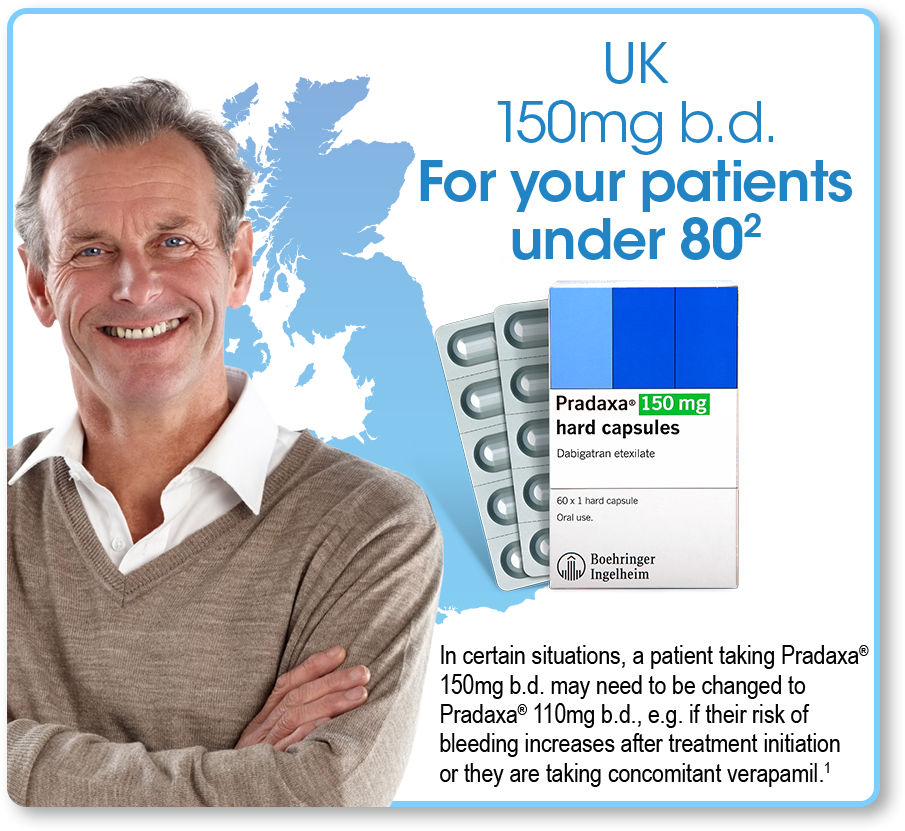 UK
150mg b.d.
For your patients
under 80²
Pradaxa® 150 mg
hard capsules
Dabigatran etexilate
60 x 1 hard capsule
Oral use.
Boehringer
Ingelheim
In certain situations, a patient taking Pradaxa®
150mg b.d. may need to be changed to
Pradaxa® 110mg b.d., e.g. if their risk of
bleeding increases after treatment initiation
or they are taking concomitant verapamil.¹